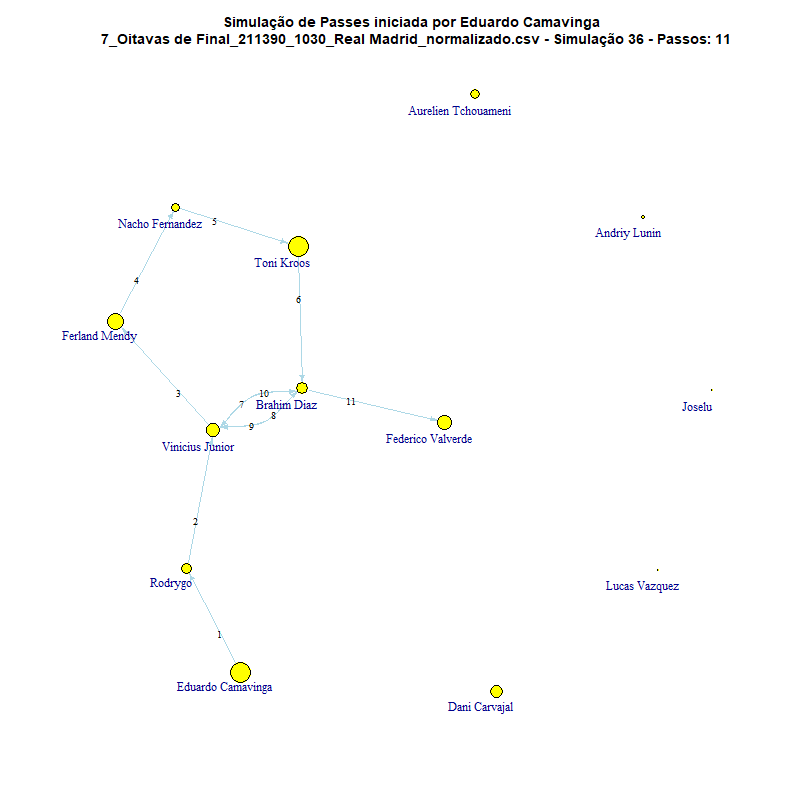 Simulação de Passes iniciada por Eduardo Camavinga
7_Oitavas de Final_211390_1030_Real Madrid_normalizado.csv - Simulação 36 - Passos: 11
Aurelien Tchouameni
Nacho Fernandez
5
Andriy Lunin
Toni Kroos
4
6
Ferland Mendy
3
10
7
Brahim Diaz
11
Joselu
8
9
Federico Valverde
Vinicius Junior
2
Rodrygo
Lucas Vazquez
1
Eduardo Camavinga
Dani Carvajal